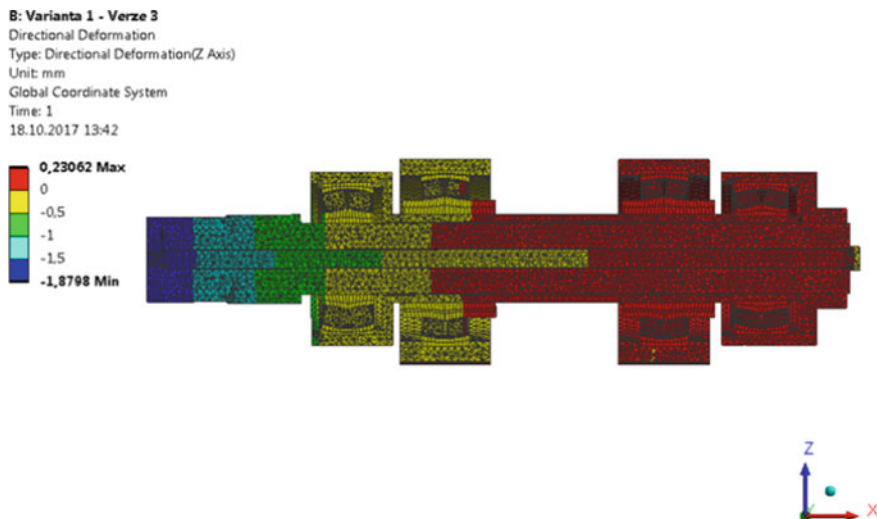 B: Varianta 1 - Verze 3
Directional Deformation
Type: Directional Deformation(Z Axis)
Unit: mm
Global Coordinate System
Time: 1
18.10.2017 13:42
0,23062 Max
0
-0,5
-1
-1,5
-1,8798 Min
Z
Y
X